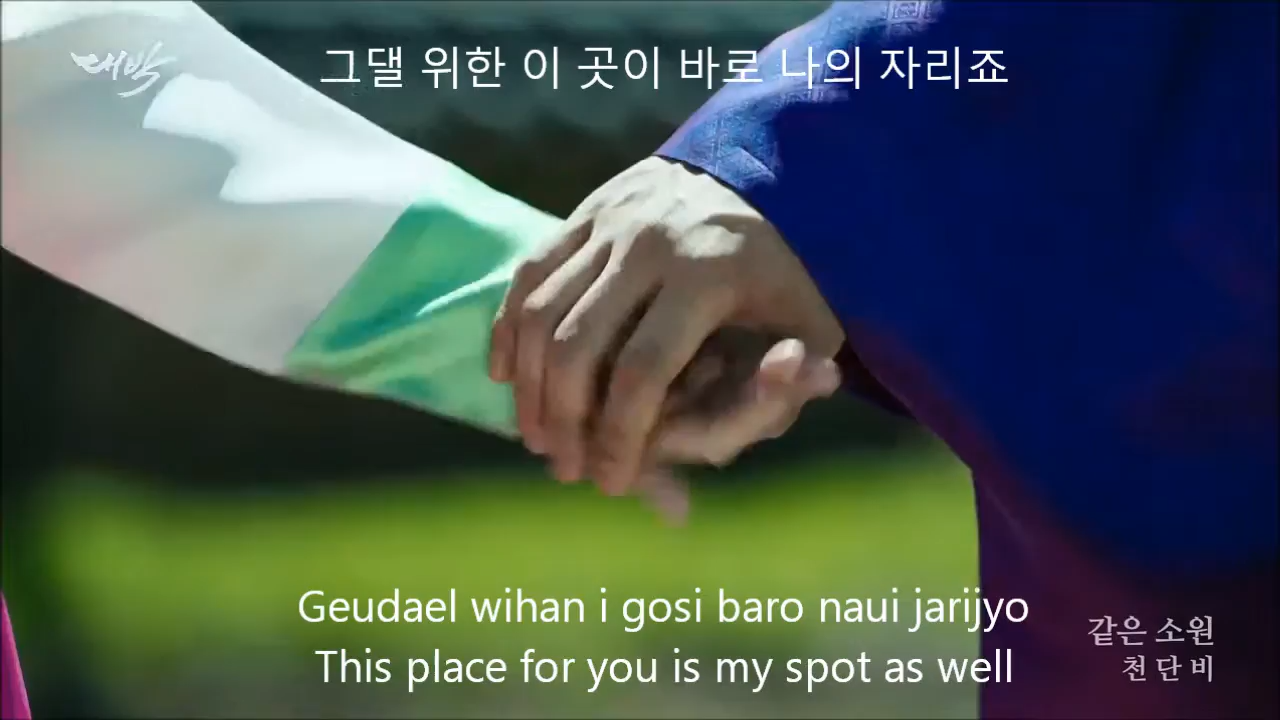 대박
그댈 위한 이 곳이 바로 나의 자리죠
Geudael wihan i gosi baro naui jarijyo
This place for you is my spot as well
같은 소원
천단비